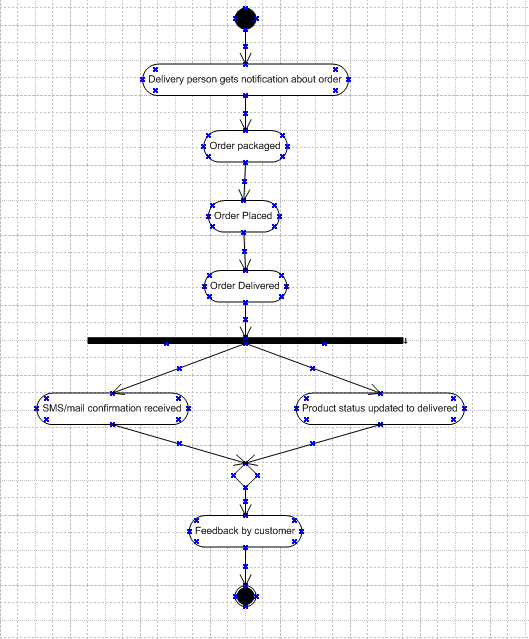 Delivery person gets notification about order
Order packaged
Order Placed
Order Delivered
SMS/mail confirmation received
Product status updated to delivered
Feedback by customer